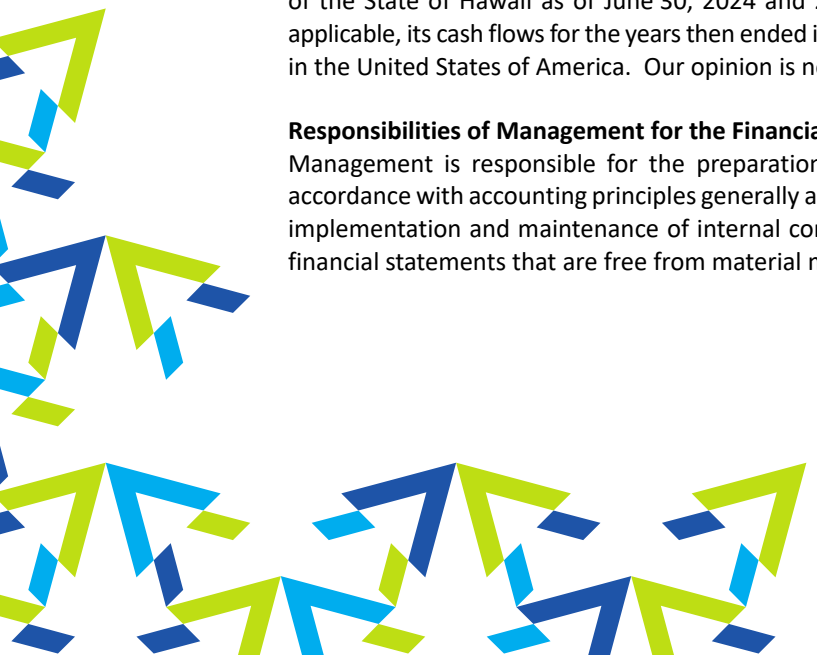 of the State of Hawaii as of June 30, 2024 and
applicable, its cash flows for the years then ended i
in the United States of America.  Our opinion is n
Responsibilities of Management for the Financia
Management is responsible for the preparation
accordance with accounting principles generally a
implementation and maintenance of internal con
financial statements that are free from material